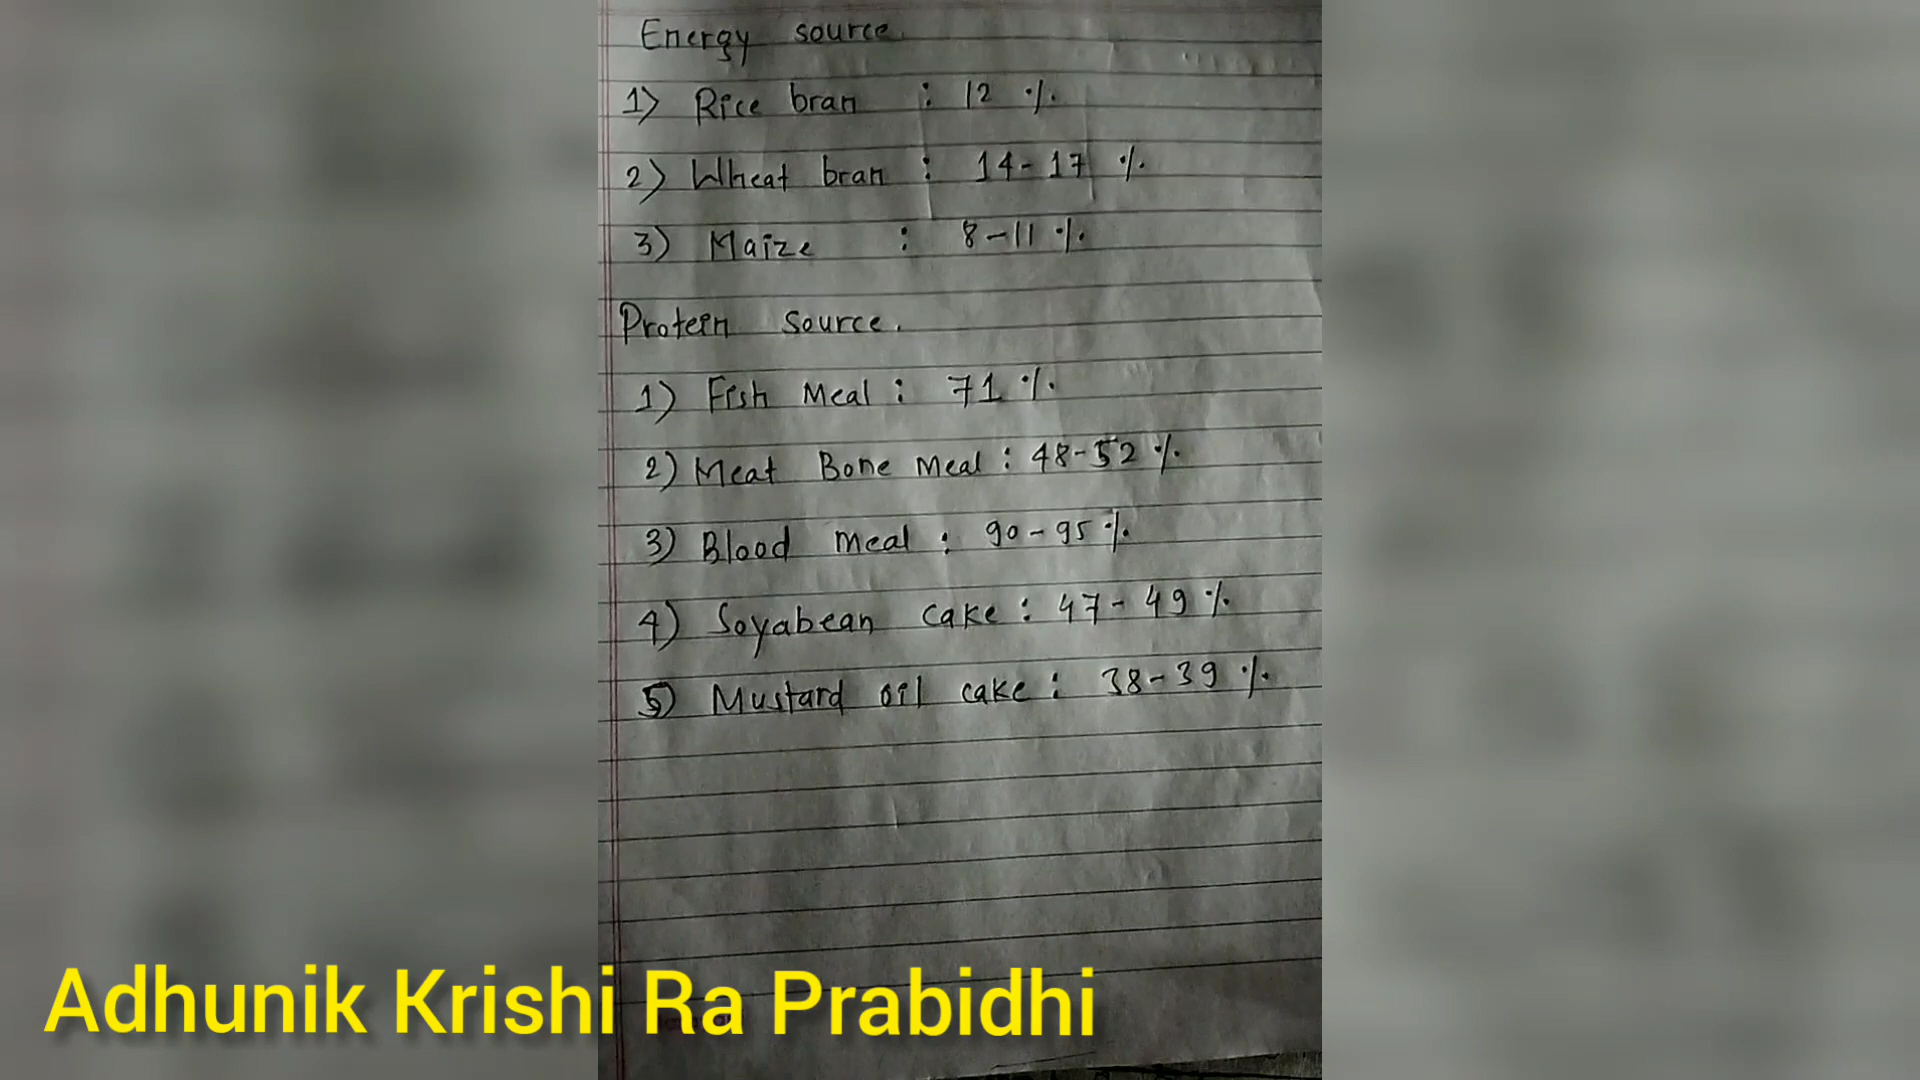 Energy source.
1) Rice bran : 12 %
2) Wheat bran : 14-17 %
3) Maize : 8-11 %
Protein source.
1) Fish Meal : 71 %
2) Meat Bone Meal : 48-52 %
3) Blood Meal : 90-95 %
4) Soyabean cake : 47-49 %
5) Mustard oil cake : 38-39 %
Adhunik Krishi Ra Prabidhi